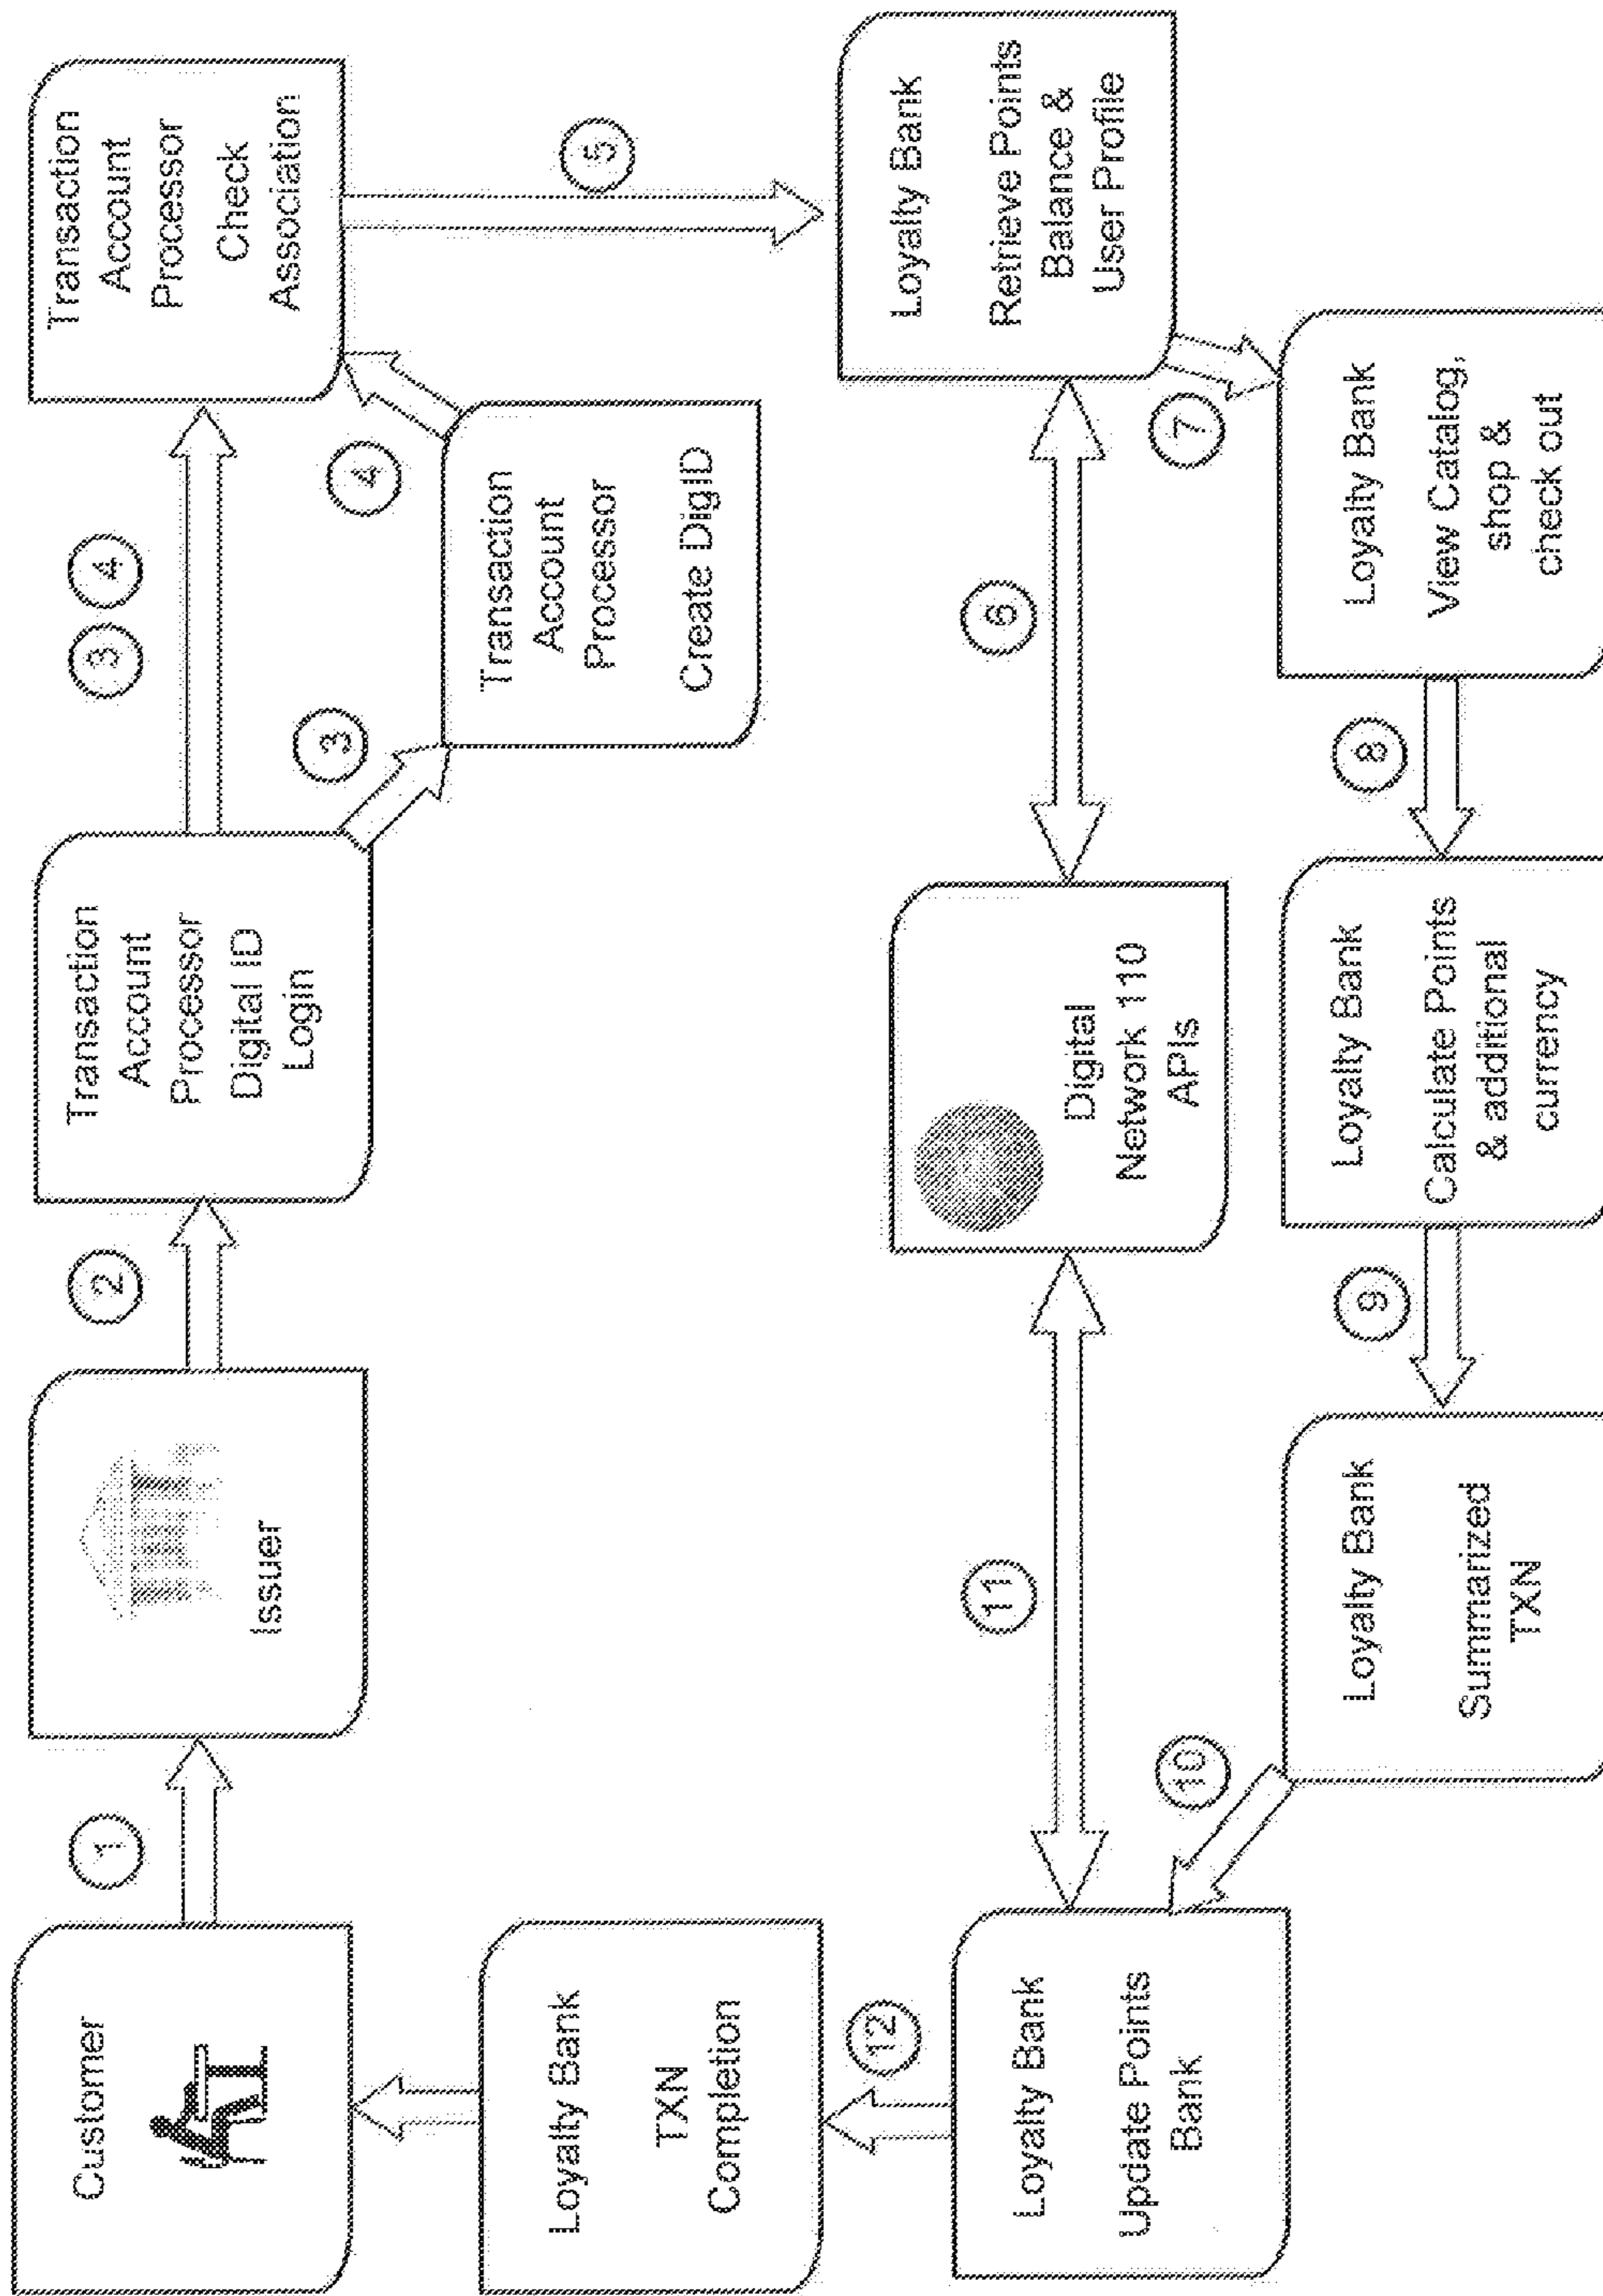 Customer
1
Issuer
2
Transaction
Account
Processor
Digital ID
Login
3
4
Transaction
Account
Processor
Check
Association
3
Transaction
Account
Processor
Create DigID
4
5
Loyalty Bank
Retrieve Points
Balance &
User Profile
6
Digital
Network 110
APIs
7
Loyalty Bank
View Catalog,
shop &
check out
8
Loyalty Bank
Calculate Points
& additional
currency
9
Loyalty Bank
Summarized
TXN
10
Loyalty Bank
Update Points
Bank
11
12
Loyalty Bank
TXN
Completion